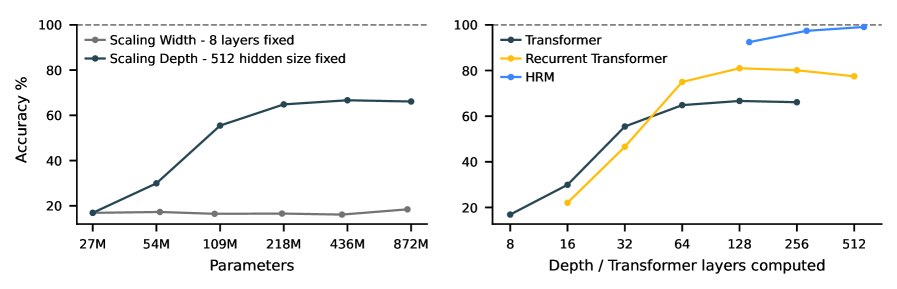 100
80
60
40
20
Accuracy %
Scaling Width - 8 layers fixed
Scaling Depth - 512 hidden size fixed
27M 54M 109M 218M 436M 872M
Parameters
100
80
60
40
20
Transformer
Recurrent Transformer
HRM
8 16 32 64 128 256 512
Depth / Transformer layers computed